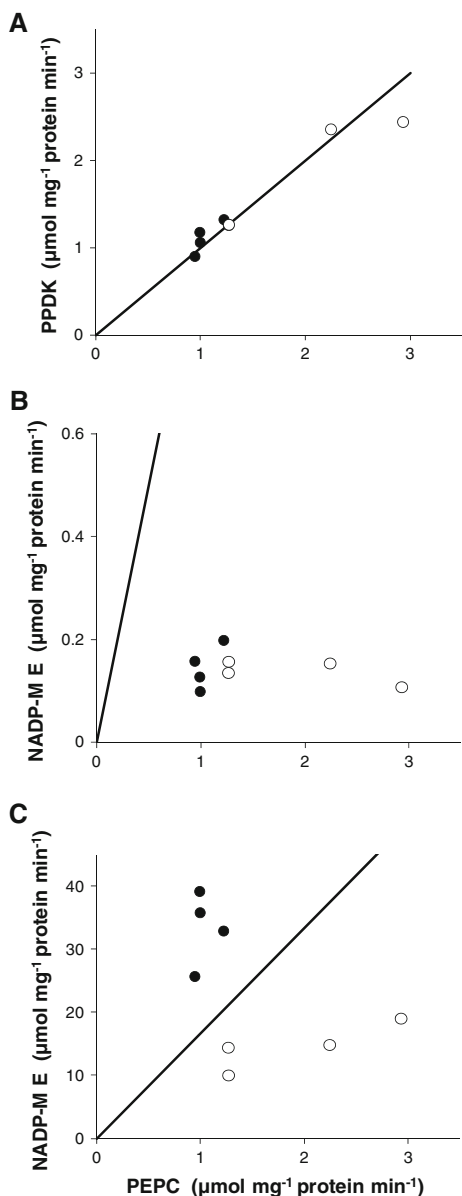 A
PPDK (µmol mg⁻¹ protein min⁻¹)
3
2
1
0
0 1 2 3
B
NADP-M E (µmol mg⁻¹ protein min⁻¹)
0.6
0.4
0.2
0
0 1 2 3
C
NADP-M E (µmol mg⁻¹ protein min⁻¹)
40
30
20
10
0
0 1 2 3
PEPC (µmol mg⁻¹ protein min⁻¹)